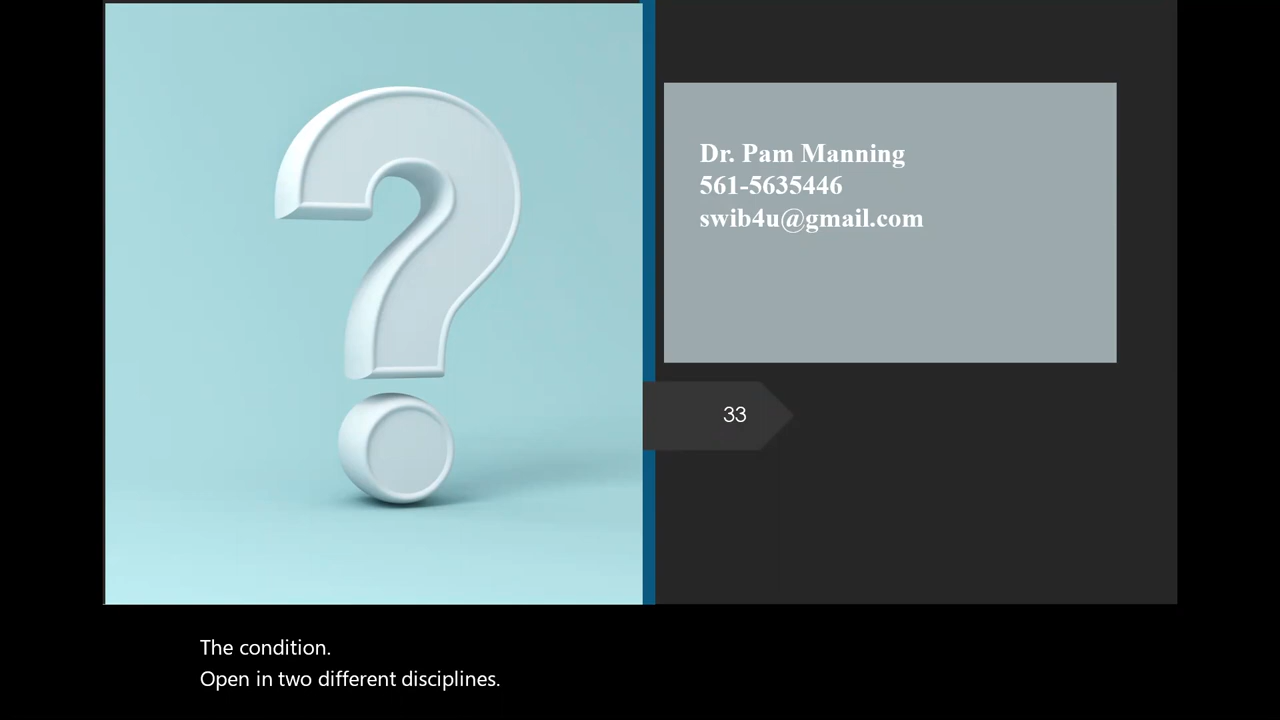 Dr. Pam Manning
561-5635446
swib4u@gmail.com
33
The condition.
Open in two different disciplines.